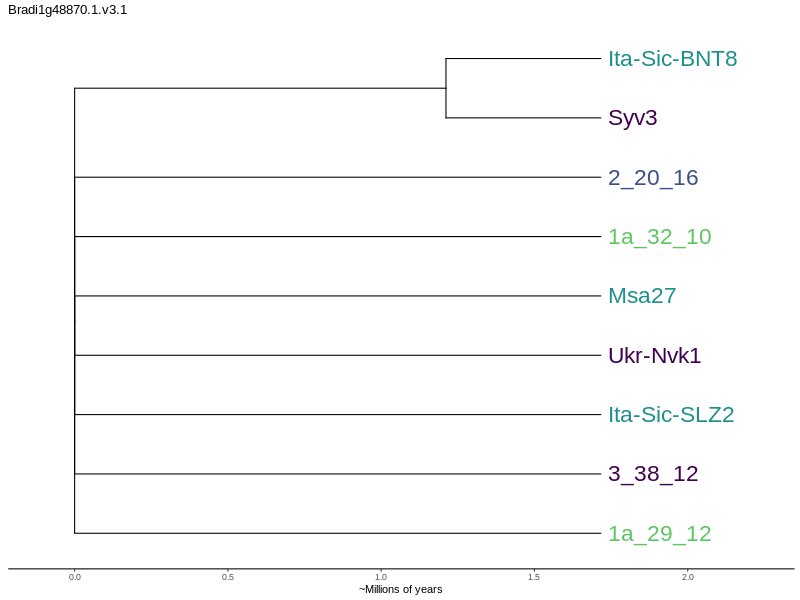 Bradi1g48870.1.v3.1
Ita-Sic-BNT8
Syv3
2_20_16
1a_32_10
Msa27
Ukr-Nvk1
Ita-Sic-SLZ2
3_38_12
1a_29_12
0.0 0.5 1.0 1.5 2.0
~Millions of years